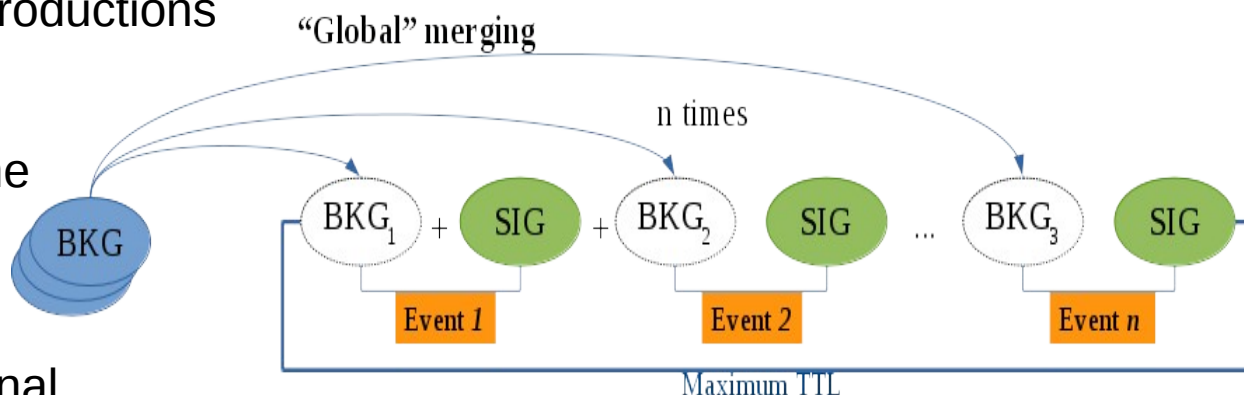 roductions
“Global” merging
n times
ne
BKG
BKG1 + SIG + BKG2 SIG ... BKG3 SIG
Event 1 Event 2 Event n
Maximum TTL
nal